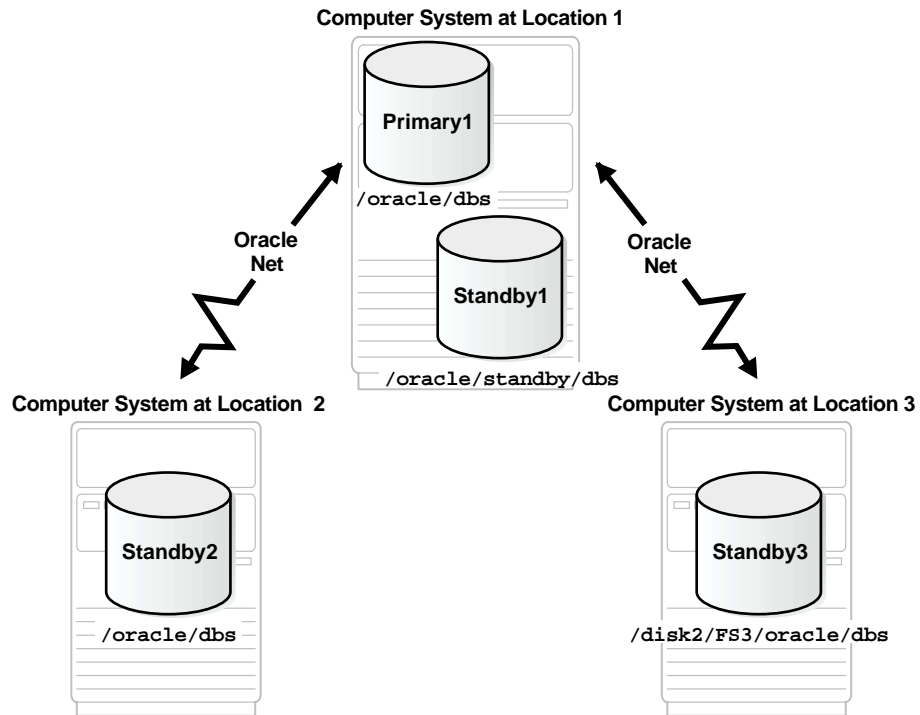 Computer System at Location 1
Primary1
/oracle/dbs
Oracle
Net
Oracle
Net
Standby1
/oracle/standby/dbs
Computer System at Location 2
Computer System at Location 3
Standby2
Standby3
/oracle/dbs
/disk2/FS3/oracle/dbs